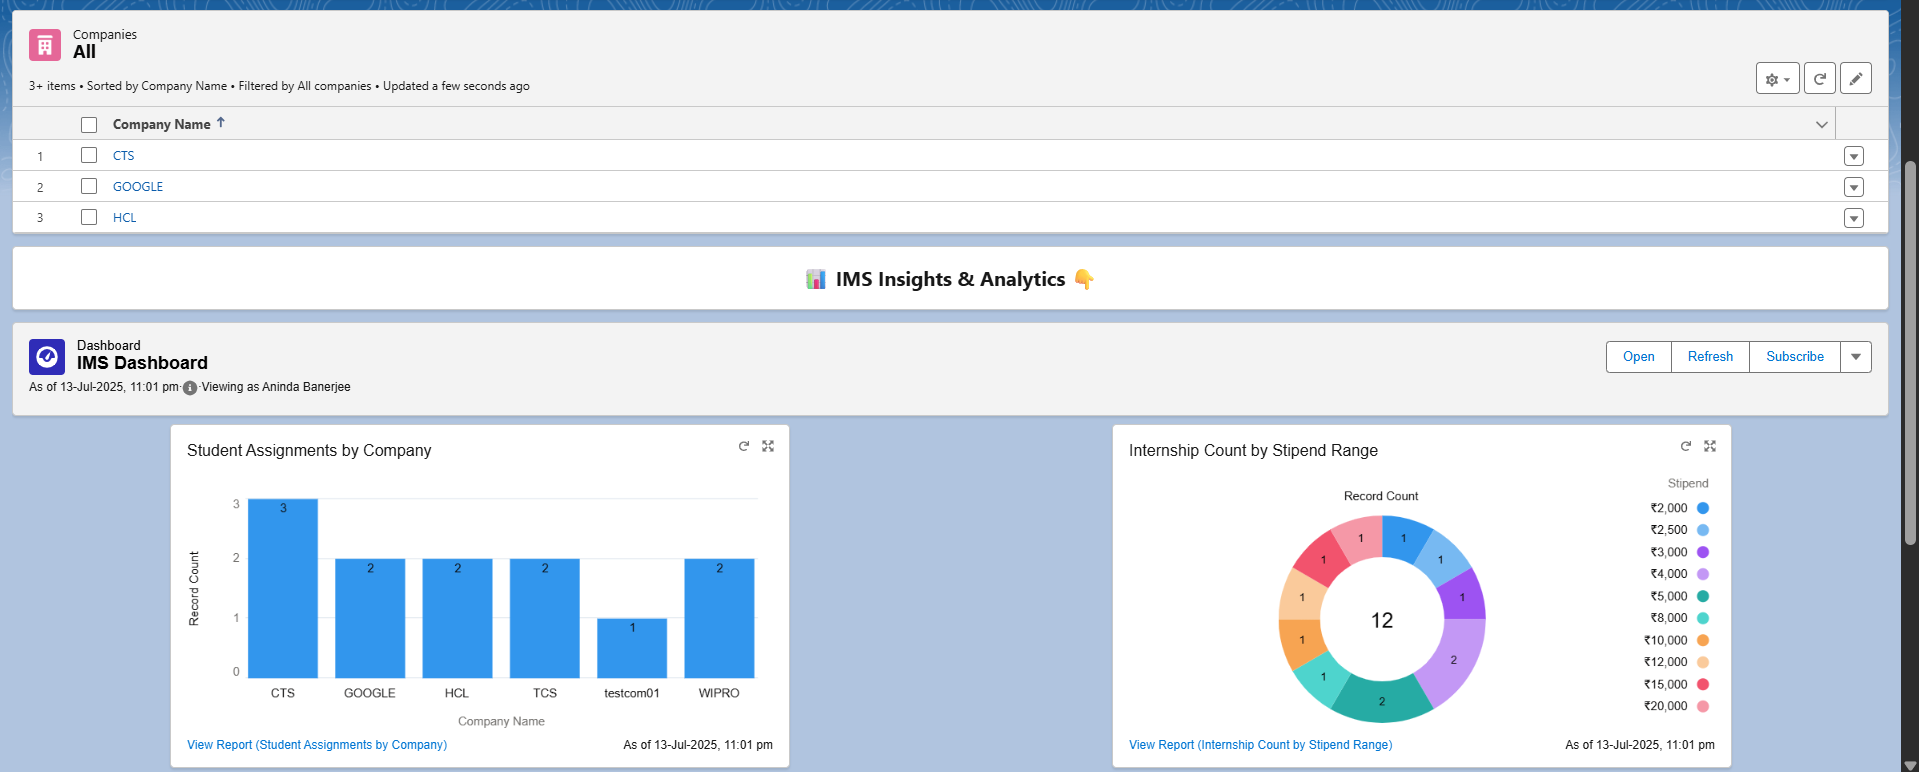 Companies
All
3+ items • Sorted by Company Name • Filtered by All companies • Updated a few seconds ago
Company Name
1 CTS
2 GOOGLE
3 HCL
IMS Insights & Analytics
Dashboard
IMS Dashboard
As of 13-Jul-2025, 11:01 pm·Viewing as Aninda Banerjee
Open Refresh Subscribe
Student Assignments by Company
Record Count
3
2
1
0
3 2 2 2 1 2
CTS GOOGLE HCL TCS testcom01 WIPRO
Company Name
View Report (Student Assignments by Company) As of 13-Jul-2025, 11:01 pm
Internship Count by Stipend Range
Record Count
1 1 1 2 2 1 1 1 1 1
12
Stipend
₹2,000
₹2,500
₹3,000
₹4,000
₹5,000
₹8,000
₹10,000
₹12,000
₹15,000
₹20,000
View Report (Internship Count by Stipend Range) As of 13-Jul-2025, 11:01 pm